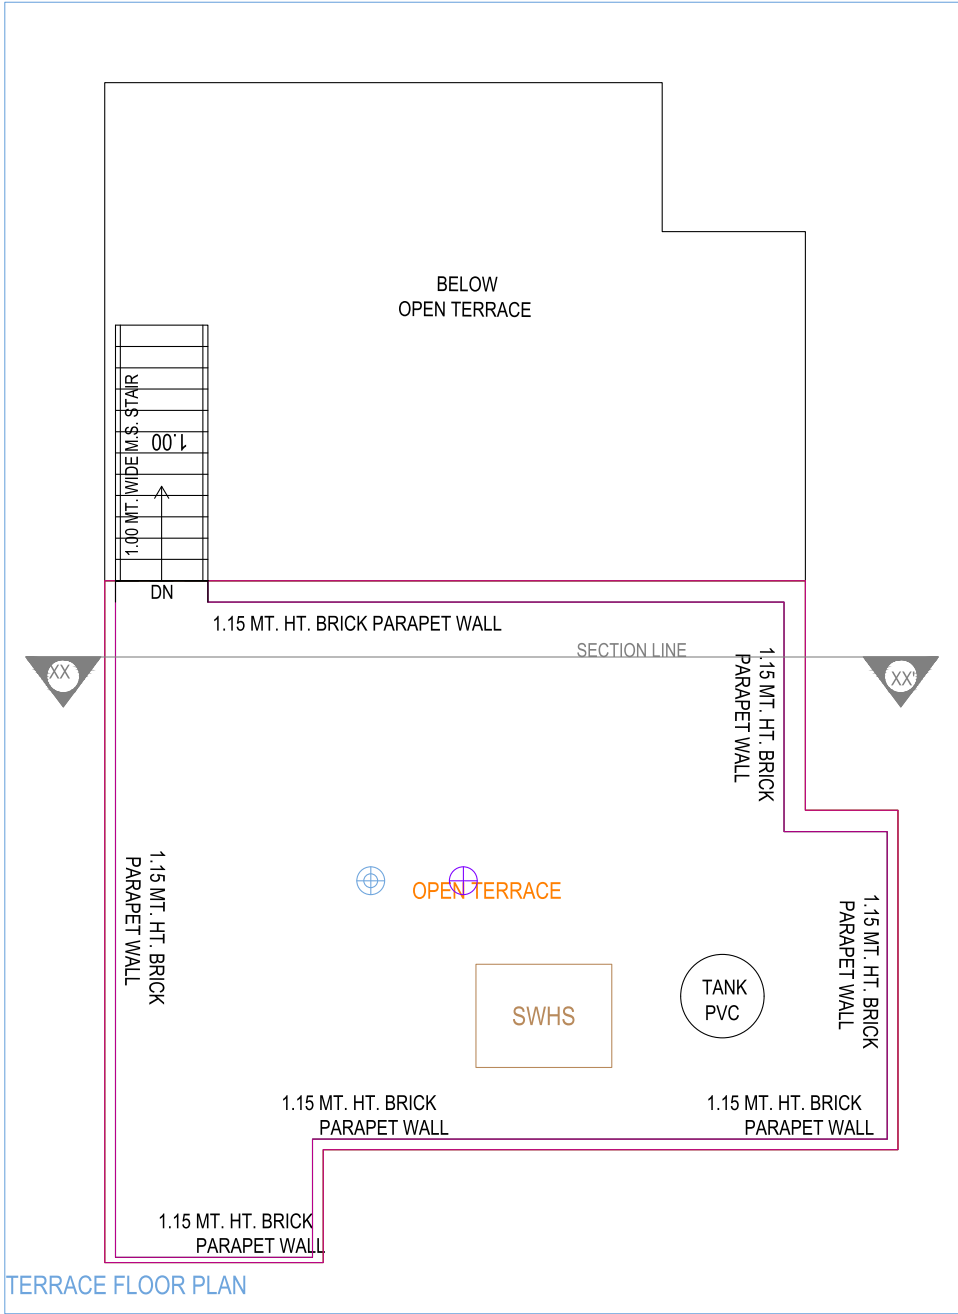 BELOW
OPEN TERRACE
1.00 MT. WIDE M.S. STAIR
1.00
DN
1.15 MT. HT. BRICK PARAPET WALL
SECTION LINE
XX
XX'
1.15 MT. HT. BRICK
PARAPET WALL
1.15 MT. HT. BRICK
PARAPET WALL
OPEN TERRACE
1.15 MT. HT. BRICK
PARAPET WALL
SWHS
TANK
PVC
1.15 MT. HT. BRICK
PARAPET WALL
1.15 MT. HT. BRICK
PARAPET WALL
1.15 MT. HT. BRICK
PARAPET WALL
TERRACE FLOOR PLAN